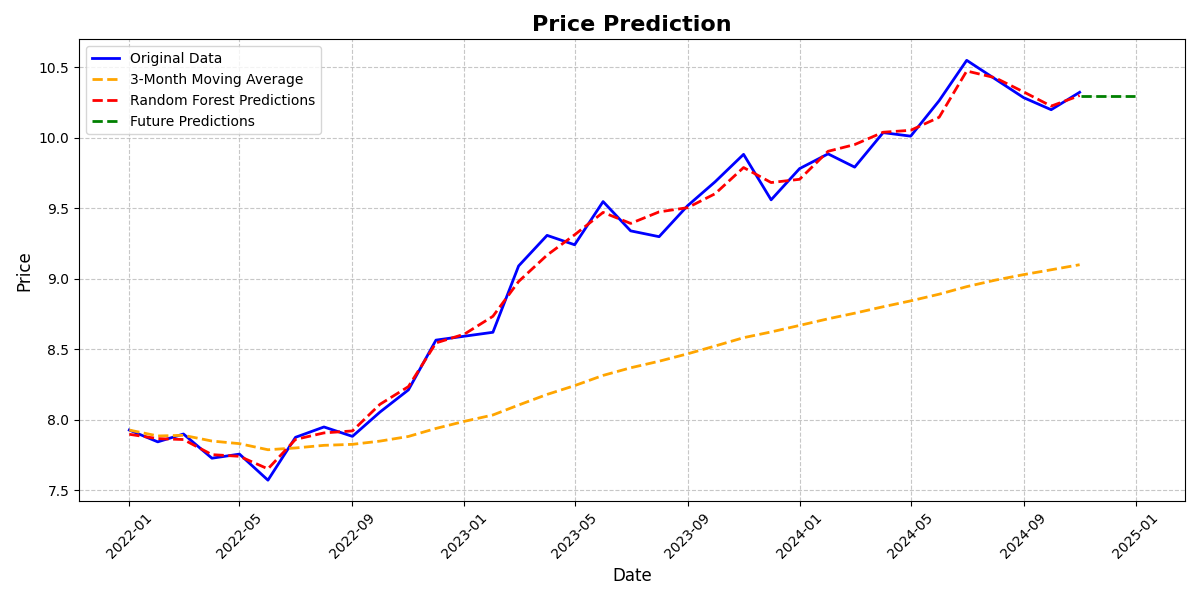 Price Prediction
Original Data
3-Month Moving Average
Random Forest Predictions
Future Predictions
Price
10.5
10.0
9.5
9.0
8.5
8.0
7.5
2022-01
2022-05
2022-09
2023-01
2023-05
2023-09
2024-01
2024-05
2024-09
2025-01
Date